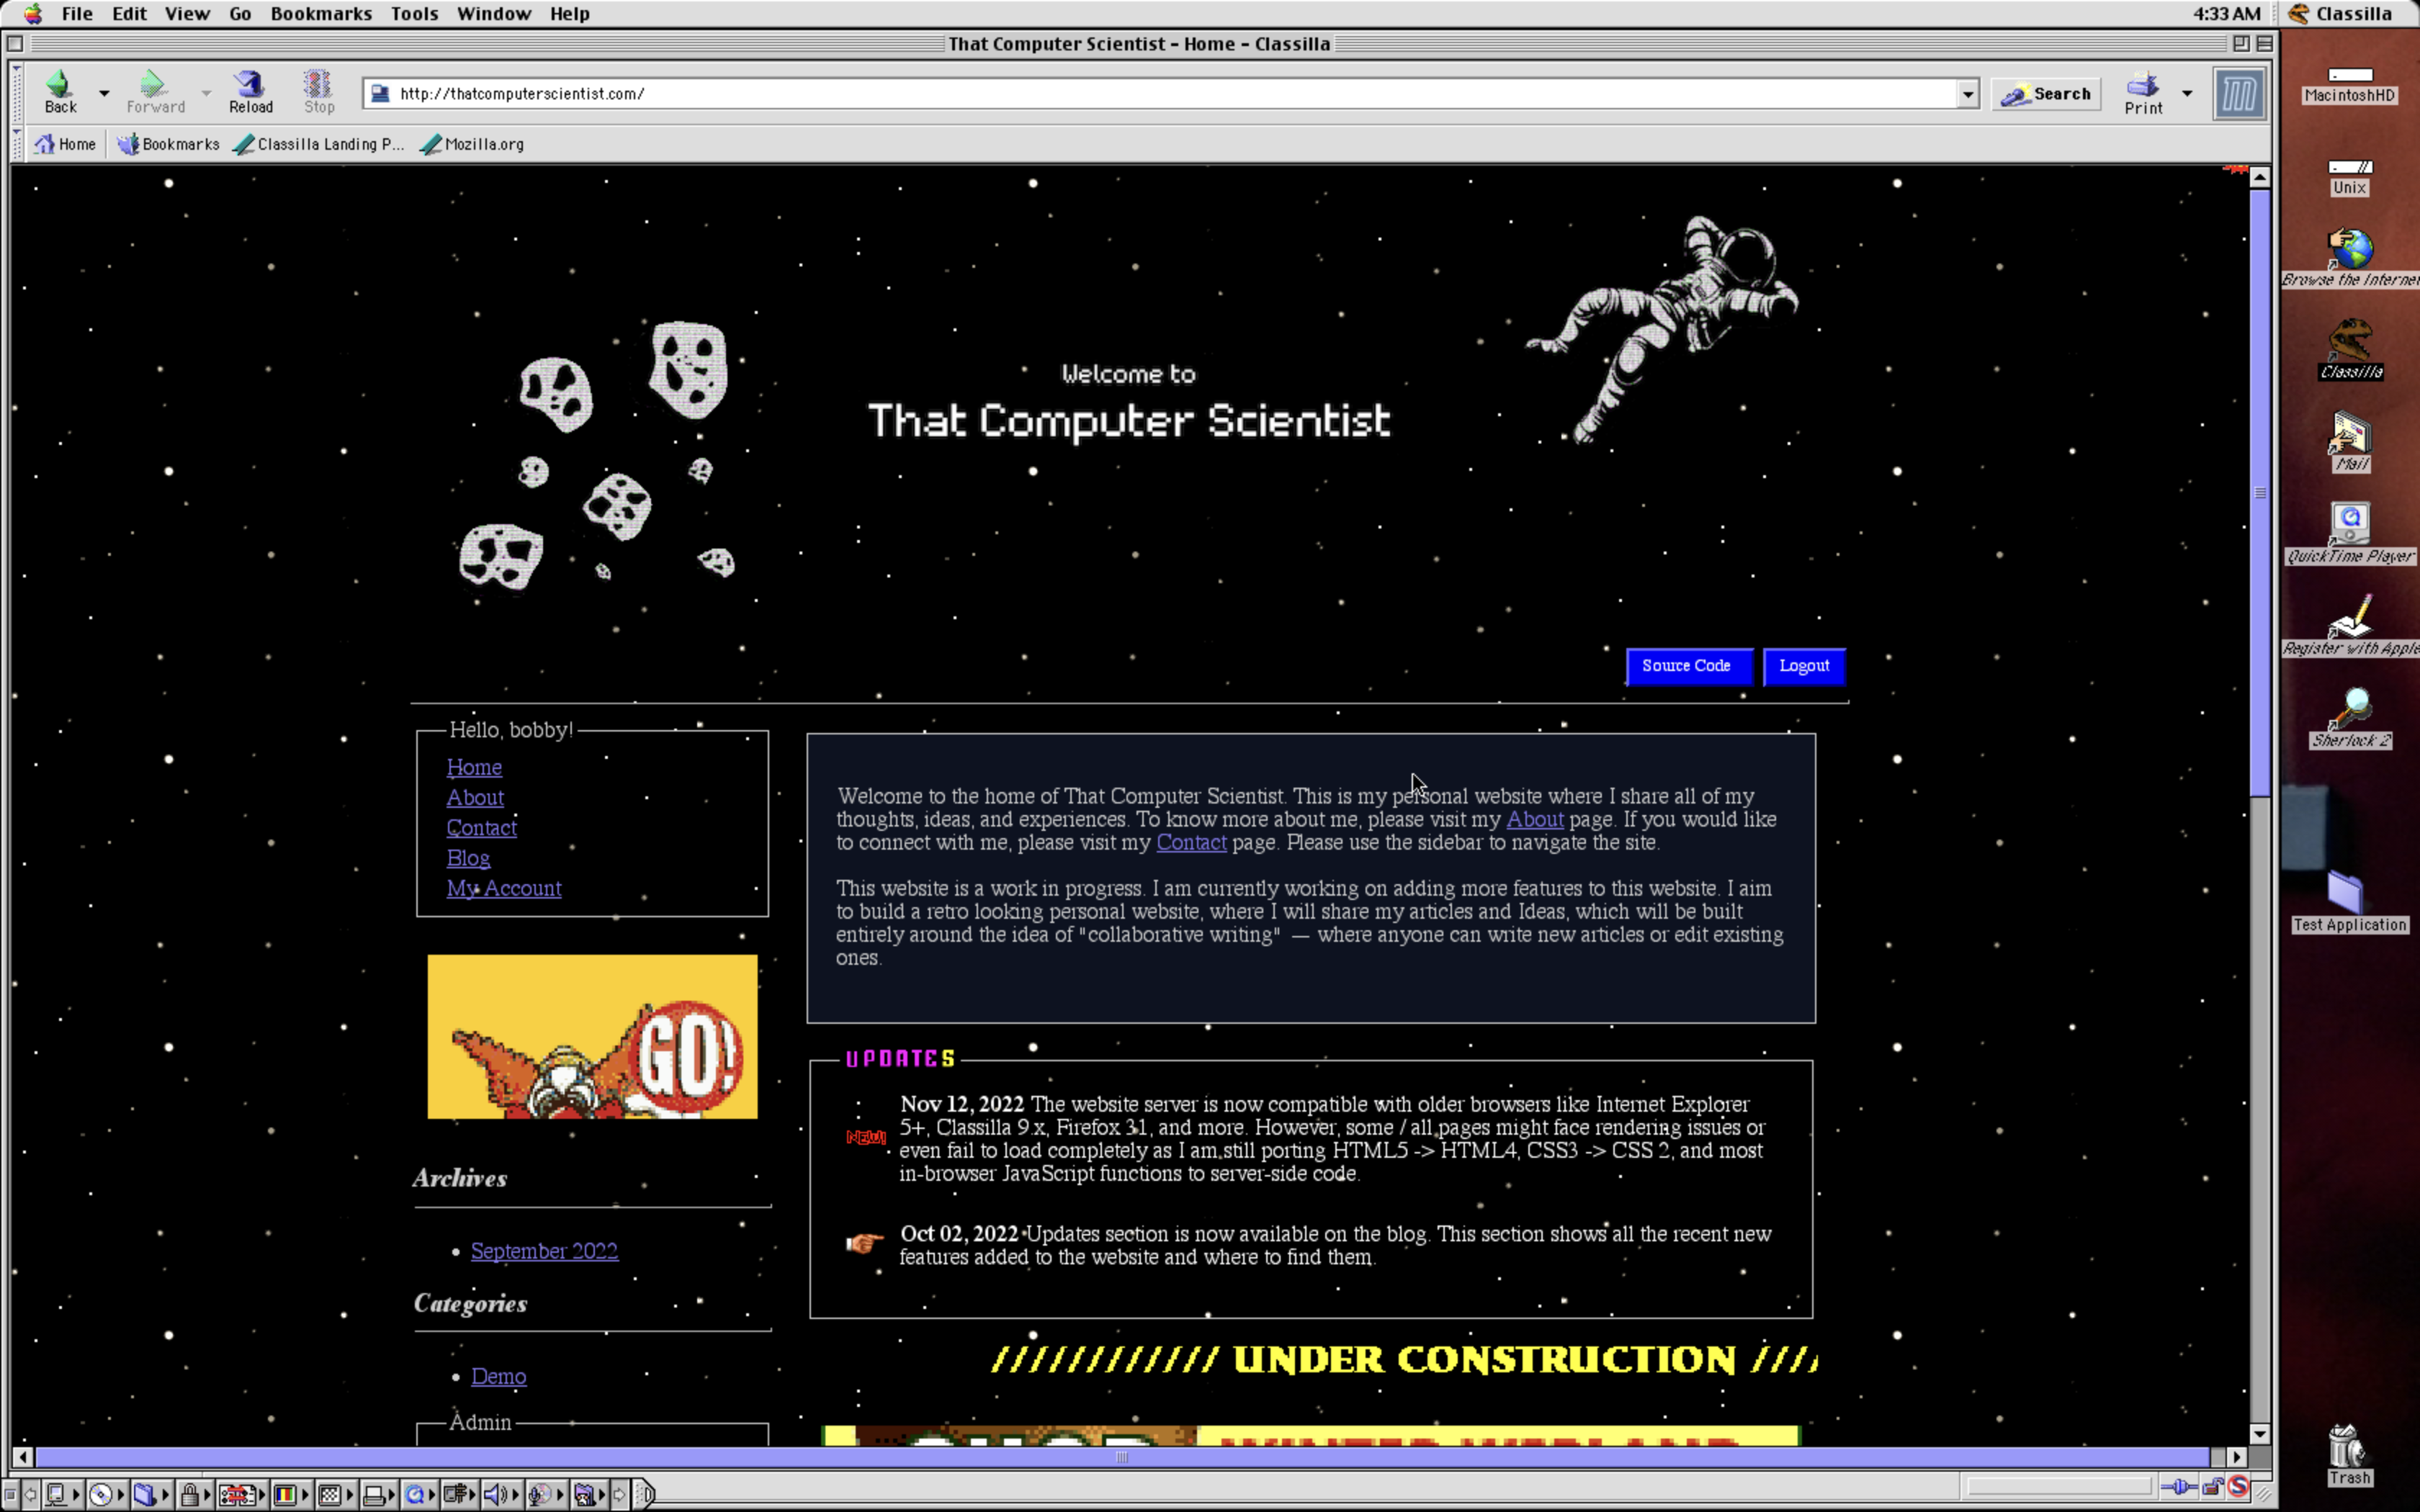 File Edit View Go Bookmarks Tools Window Help
4:33 AM
Classilla
That Computer Scientist - Home - Classilla
Back
Forward
Reload
Stop
http://thatcomputerscientist.com/
Search
Print
Home
Bookmarks
Classilla Landing P...
Mozilla.org
MacintoshHD
Unix
Browse the Internet
Classilla
Mail
QuickTime Player
Register with Apple
Sherlock 2
Test Application
Trash
Welcome to
That Computer Scientist
Source Code
Logout
Hello, bobby!
Home
About
Contact
Blog
My Account
GO!
Archives
September 2022
Categories
Demo
Admin
Welcome to the home of That Computer Scientist. This is my personal website where I share all of my
thoughts, ideas, and experiences. To know more about me, please visit my About page. If you would like
to connect with me, please visit my Contact page. Please use the sidebar to navigate the site.
This website is a work in progress. I am currently working on adding more features to this website. I aim
to build a retro looking personal website, where I will share my articles and Ideas, which will be built
entirely around the idea of "collaborative writing" — where anyone can write new articles or edit existing
ones.
UPDATES
NEW!
Nov 12, 2022 The website server is now compatible with older browsers like Internet Explorer
5+, Classilla 9.x, Firefox 31, and more. However, some / all pages might face rendering issues or
even fail to load completely as I am still porting HTML5 -> HTML4, CSS3 -> CSS 2, and most
in-browser JavaScript functions to server-side code.
Oct 02, 2022 Updates section is now available on the blog. This section shows all the recent new
features added to the website and where to find them.
//////////// UNDER CONSTRUCTION ////